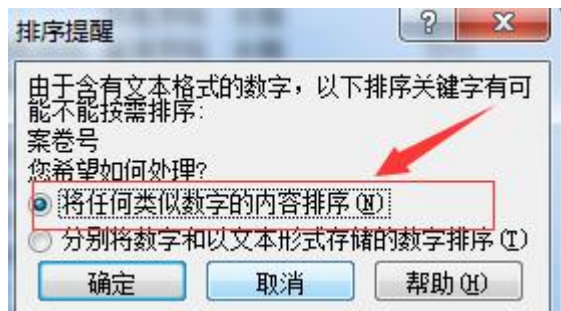 排序提醒
由于含有文本格式的数字，以下排序关键字有可
能不能按需排序：
案卷号
您希望如何处理?
将任何类似数字的内容排序(N)
分别将数字和以文本形式存储的数字排序(T)
确定
取消
帮助(H)